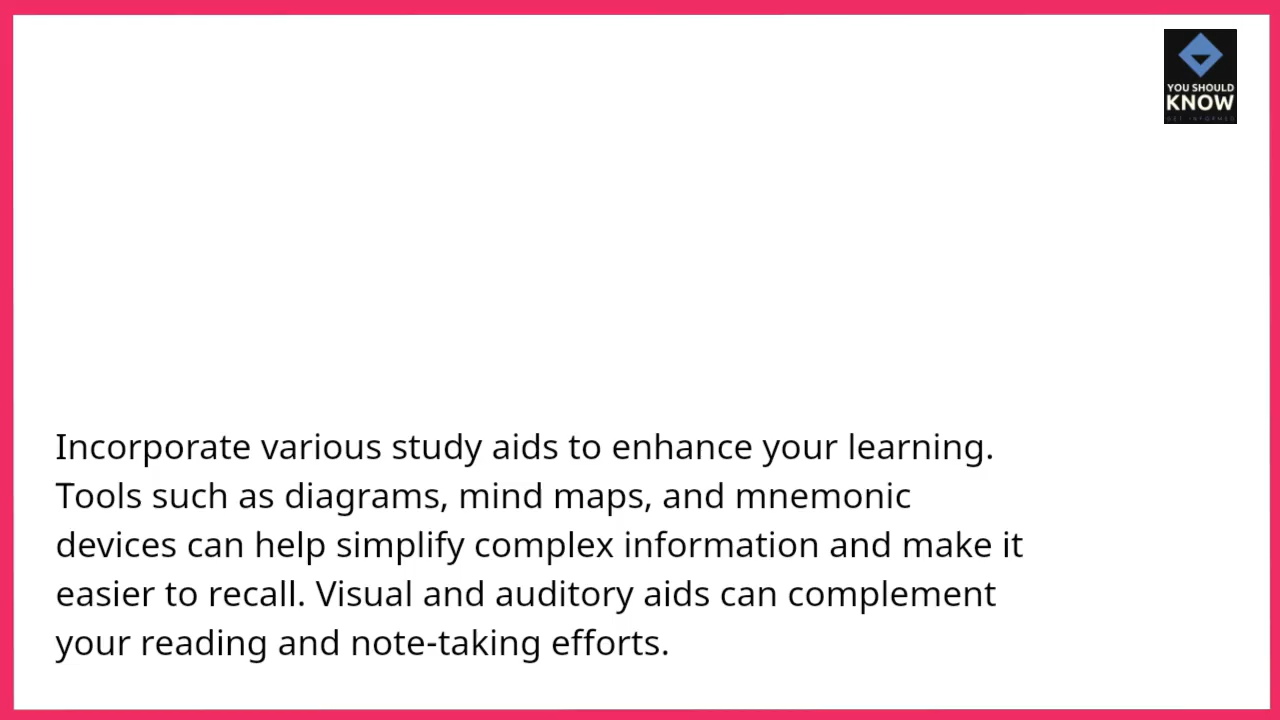 YOU SHOULD
KNOW
GET INFORMED
Incorporate various study aids to enhance your learning.
Tools such as diagrams, mind maps, and mnemonic
devices can help simplify complex information and make it
easier to recall. Visual and auditory aids can complement
your reading and note-taking efforts.